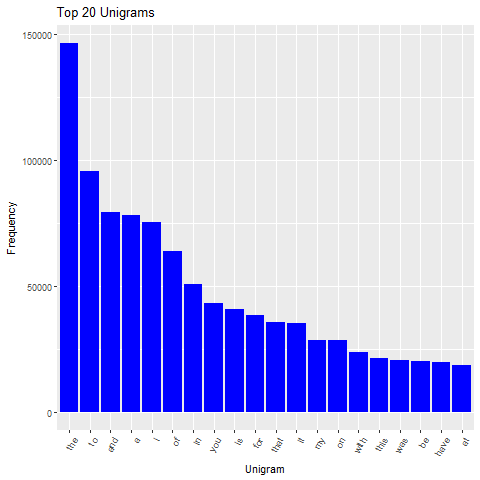 Top 20 Unigrams
150000
100000
50000
0
Frequency
the to and a i of in you is for that it my on with this was be have at
Unigram